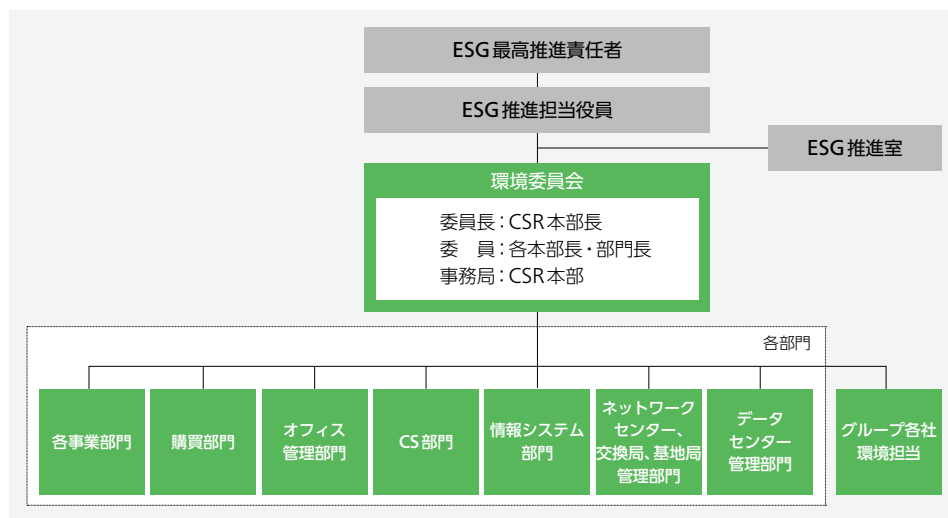 ESG最高推進責任者
ESG推進担当役員
ESG推進室
環境委員会
委員長：CSR本部長
委　員：各本部長・部門長
事務局：CSR本部
各部門
各事業部門
購買部門
オフィス
管理部門
CS部門
情報システム
部門
ネットワーク
センター、
交換局、基地局
管理部門
データ
センター
管理部門
グループ各社
環境担当